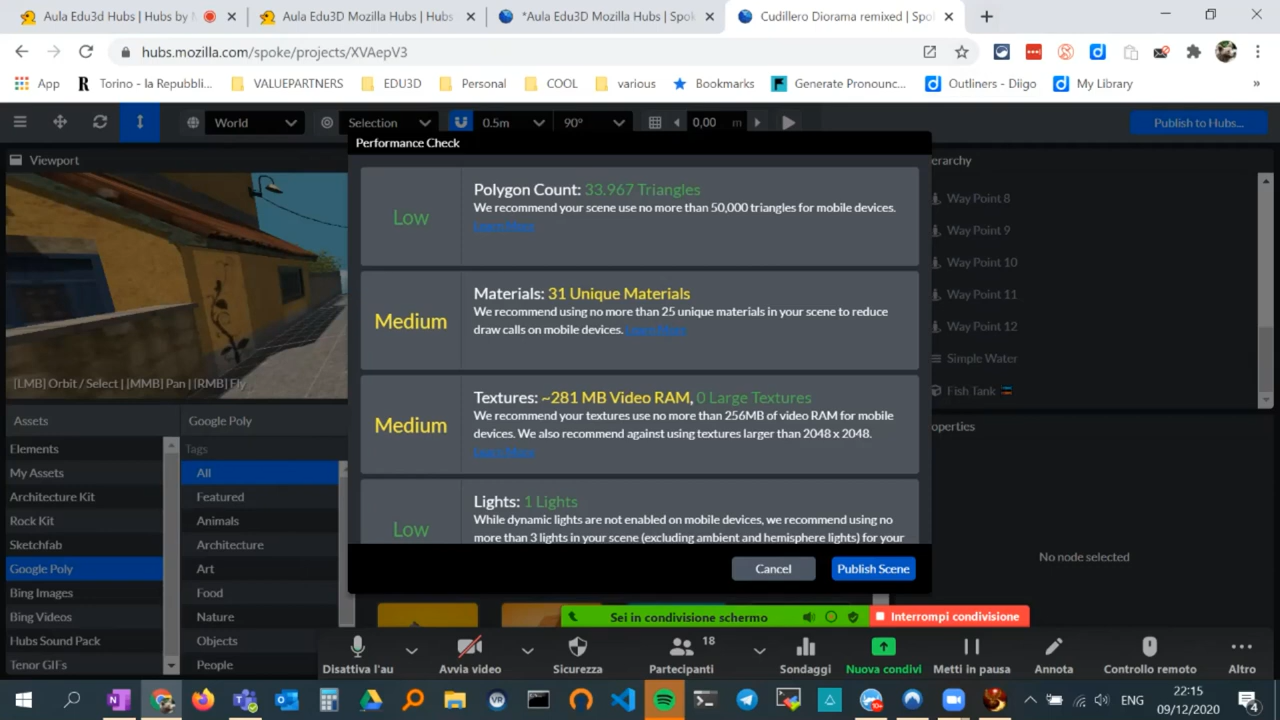 Aula Edu3d Hubs | Hubs by M
Aula Edu3D Mozilla Hubs | Hubs
*Aula Edu3D Mozilla Hubs | Spok
Cudillero Diorama remixed | Spo
hubs.mozilla.com/spoke/projects/XVAepV3
App
Torino - la Repubbli...
VALUEPARTNERS
EDU3D
Personal
COOL
various
Bookmarks
Generate Pronounc...
Outliners - Diigo
My Library
»
World
Selection
0.5m
90°
0,00 m
Publish to Hubs...
Performance Check
Viewport
erarchy
Polygon Count: 33.967 Triangles
Low
We recommend your scene use no more than 50,000 triangles for mobile devices.
Learn More
Way Point 8
Way Point 9
Way Point 10
Way Point 11
Way Point 12
Simple Water
Fish Tank
Materials: 31 Unique Materials
Medium
We recommend using no more than 25 unique materials in your scene to reduce
draw calls on mobile devices. Learn More
[LMB] Orbit / Select | [MMB] Pan | [RMB] Fly
Textures: ~281 MB Video RAM, 0 Large Textures
Medium
We recommend your textures use no more than 256MB of video RAM for mobile
devices. We also recommend against using textures larger than 2048 x 2048.
Learn More
Lights: 1 Lights
Low
While dynamic lights are not enabled on mobile devices, we recommend using no
more than 3 lights in your scene (excluding ambient and hemisphere lights) for your
Cancel
Publish Scene
operties
No node selected
Assets
Elements
My Assets
Architecture Kit
Rock Kit
Sketchfab
Google Poly
Bing Images
Bing Videos
Hubs Sound Pack
Tenor GIFs
Google Poly
Tags
All
Featured
Animals
Architecture
Art
Food
Nature
Objects
People
Sei in condivisione schermo
Interrompi condivisione
Disattiva l'au
Avvia video
Sicurezza
Partecipanti
18
Sondaggi
Nuova condivi
Metti in pausa
Annota
Controllo remoto
Altro
ENG
22:15
09/12/2020
4